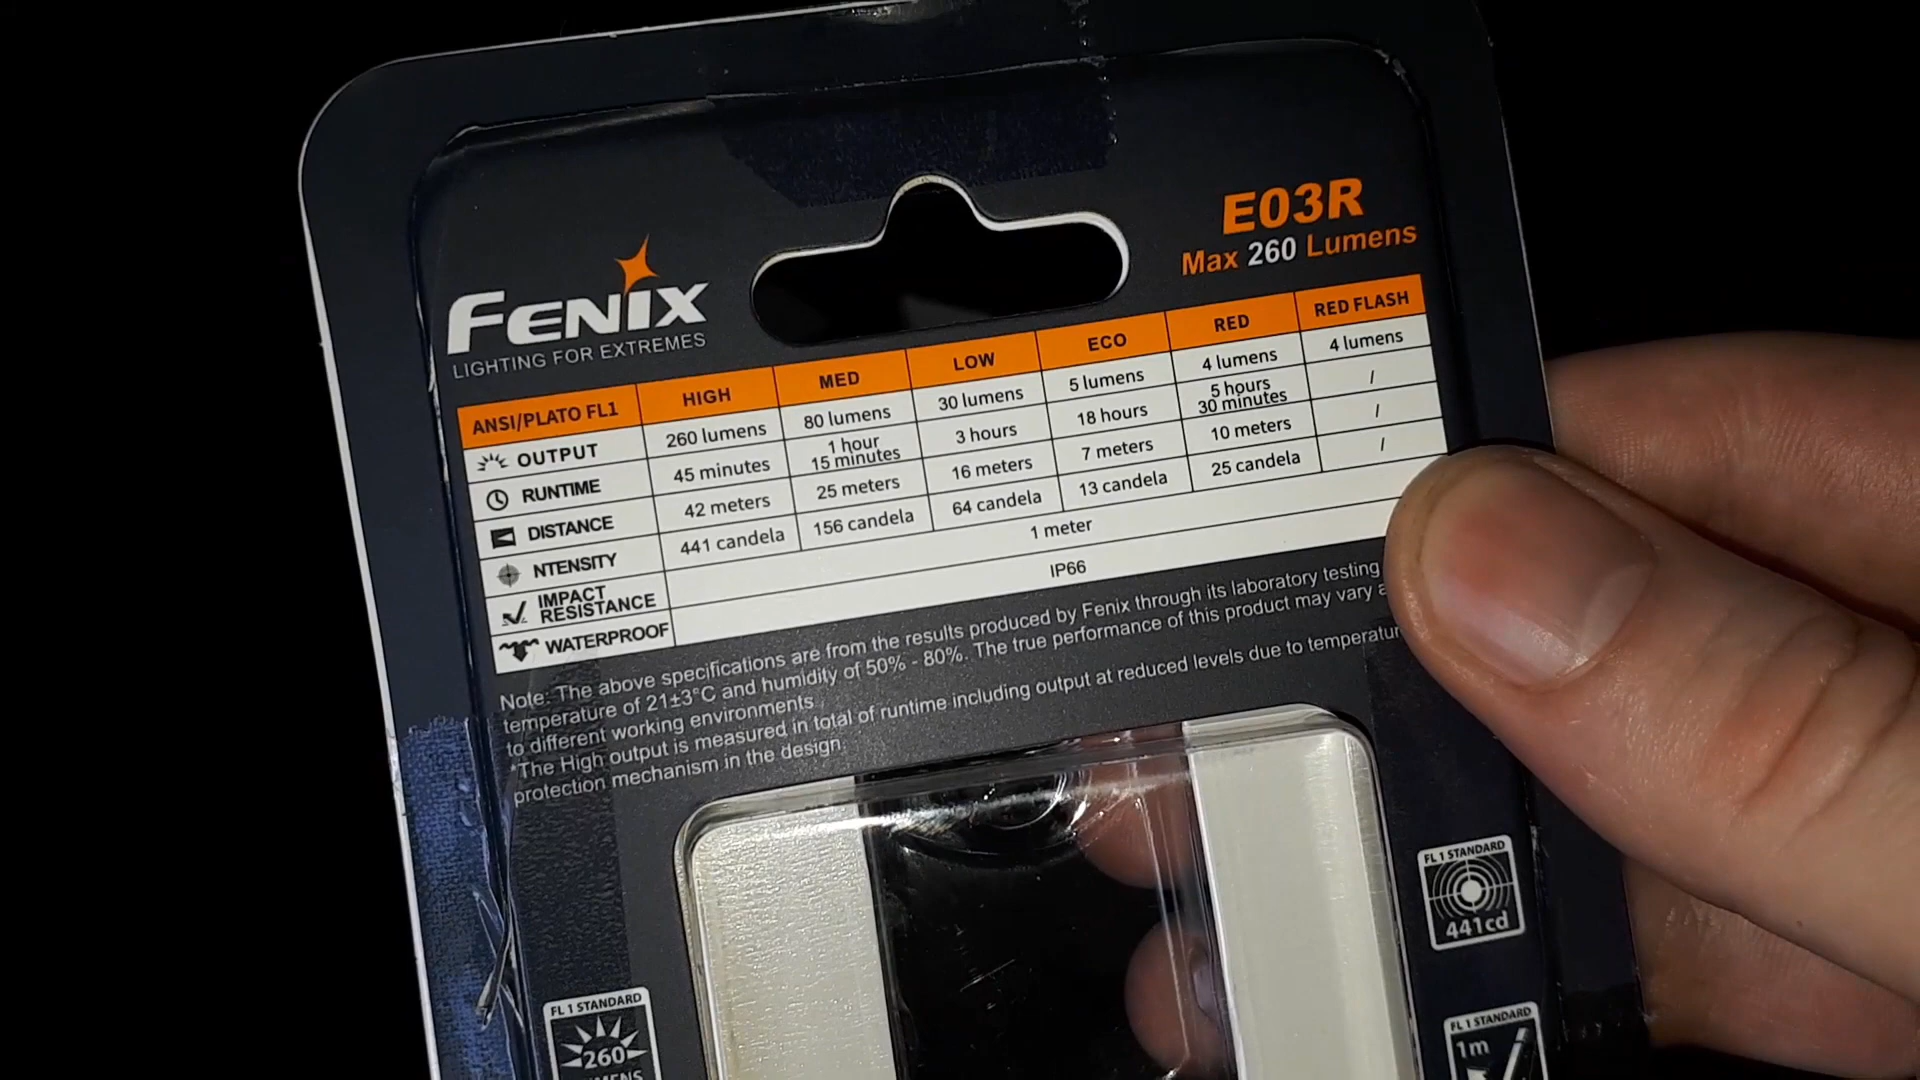 FENIX
LIGHTING FOR EXTREMES
E03R
Max 260 Lumens
ANSI/PLATO FL1 HIGH MED LOW ECO RED RED FLASH
OUTPUT 260 lumens 80 lumens 30 lumens 5 lumens 4 lumens 4 lumens
RUNTIME 45 minutes 1 hour 15 minutes 3 hours 18 hours 5 hours 30 minutes /
DISTANCE 42 meters 25 meters 16 meters 7 meters 10 meters /
NTENSITY 441 candela 156 candela 64 candela 13 candela 25 candela /
IMPACT RESISTANCE 1 meter
WATERPROOF IP66
Note: The above specifications are from the results produced by Fenix through its laboratory testing
temperature of 21±3°C and humidity of 50% - 80%. The true performance of this product may vary
to different working environments
*The High output is measured in total of runtime including output at reduced levels due to
protection mechanism in the design.
FL 1 STANDARD
441cd
FL 1 STANDARD
260
FL 1 STANDARD
1m